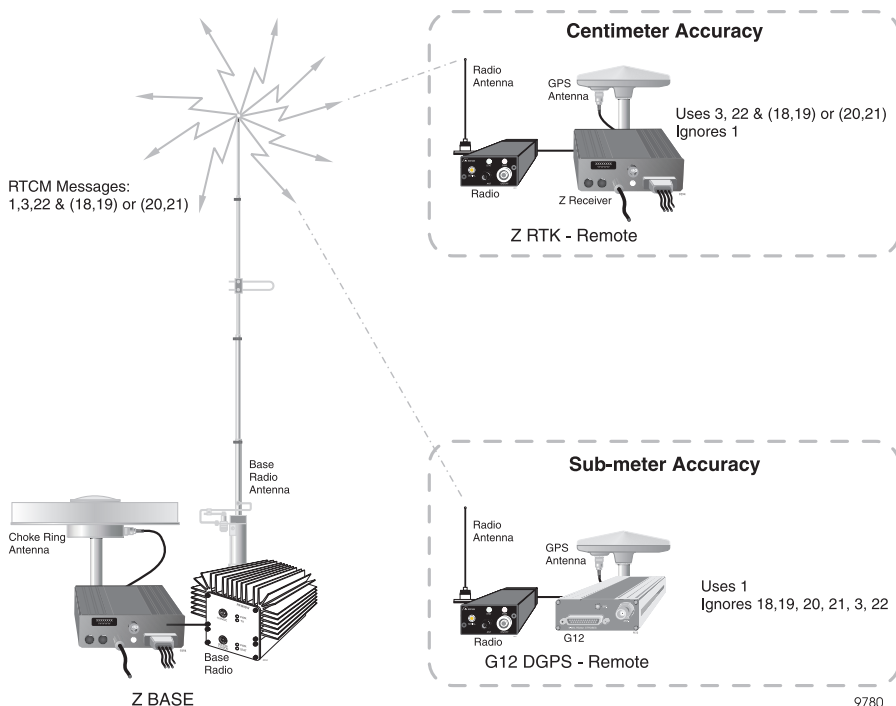 RTCM Messages:
1,3,22 & (18,19) or (20,21)
Base
Radio
Antenna
Choke Ring
Antenna
Base
Radio
Z BASE
Centimeter Accuracy
Radio
Antenna
GPS
Antenna
Uses 3, 22 & (18,19) or (20,21)
Ignores 1
Radio
Z Receiver
Z RTK - Remote
Sub-meter Accuracy
Radio
Antenna
GPS
Antenna
Uses 1
Ignores 18,19, 20, 21, 3, 22
Radio
G12
G12 DGPS - Remote
9780